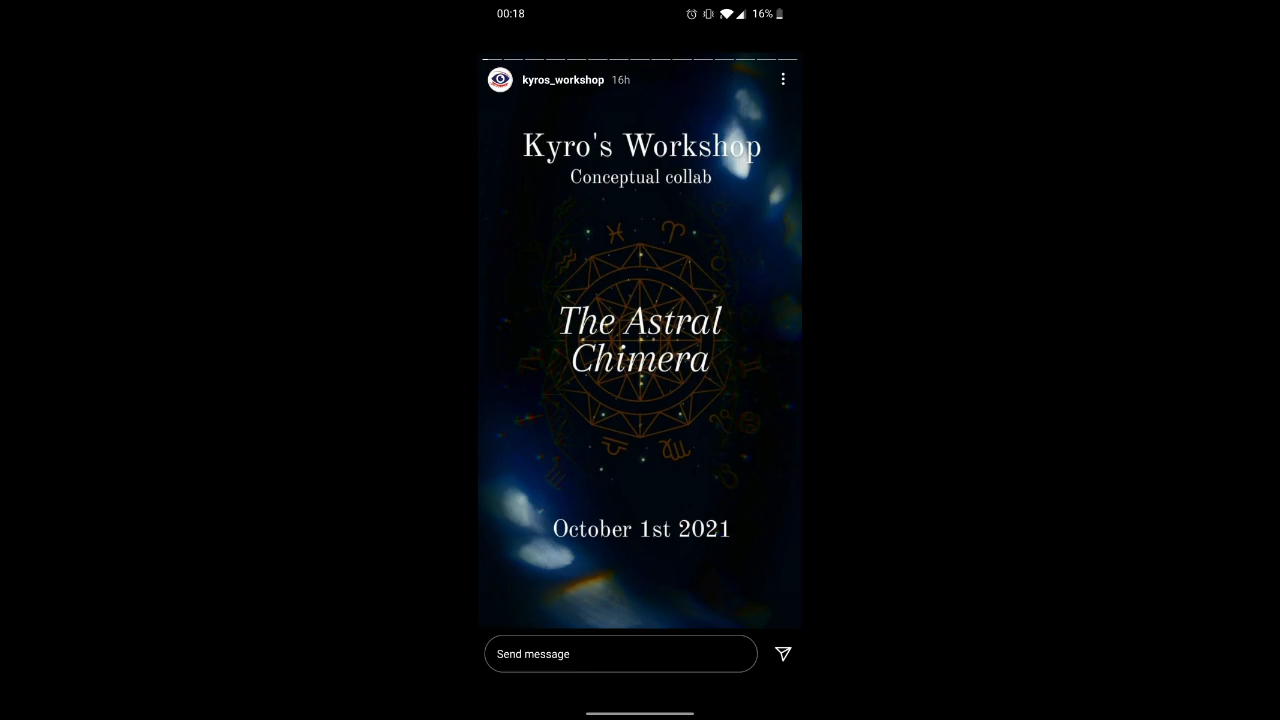 00:18
16%
kyros_workshop 16h
Kyro's Workshop
Conceptual collab
The Astral
Chimera
October 1st 2021
Send message